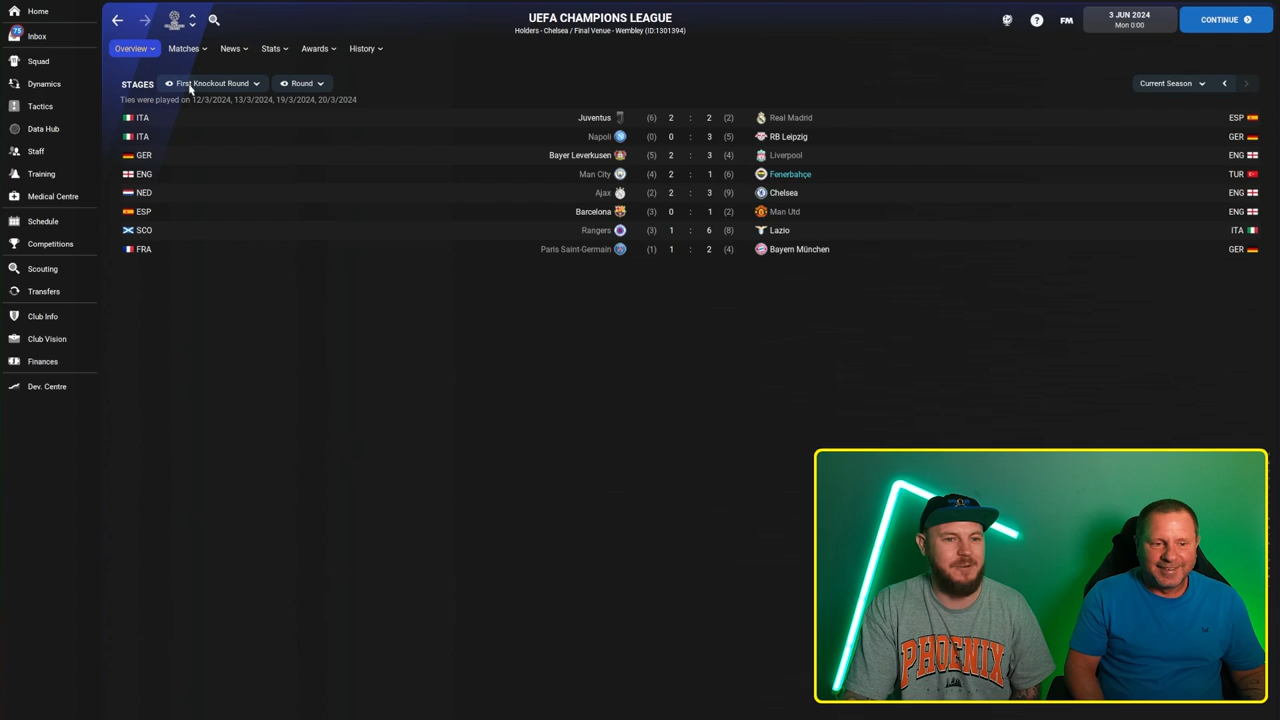 Home
Inbox
75
Squad
Dynamics
Tactics
Data Hub
Staff
Training
Medical Centre
Schedule
Competitions
Scouting
Transfers
Club Info
Club Vision
Finances
Dev. Centre
UEFA CHAMPIONS LEAGUE
Holders - Chelsea / Final Venue - Wembley (ID:1301394)
FM
3 JUN 2024
Mon 0:00
CONTINUE
Overview Matches News Stats Awards History
STAGES First Knockout Round Round Current Season
Ties were played on 12/3/2024, 13/3/2024, 19/3/2024, 20/3/2024
ITA Juventus (6) 2 : 2 (2) Real Madrid ESP
ITA Napoli (0) 0 : 3 (5) RB Leipzig GER
GER Bayer Leverkusen (5) 2 : 3 (4) Liverpool ENG
ENG Man City (4) 2 : 1 (6) Fenerbahçe TUR
NED Ajax (2) 2 : 3 (9) Chelsea ENG
ESP Barcelona (3) 0 : 1 (2) Man Utd ENG
SCO Rangers (3) 1 : 6 (8) Lazio ITA
FRA Paris Saint-Germain (1) 1 : 2 (4) Bayern München GER
PHOENIX